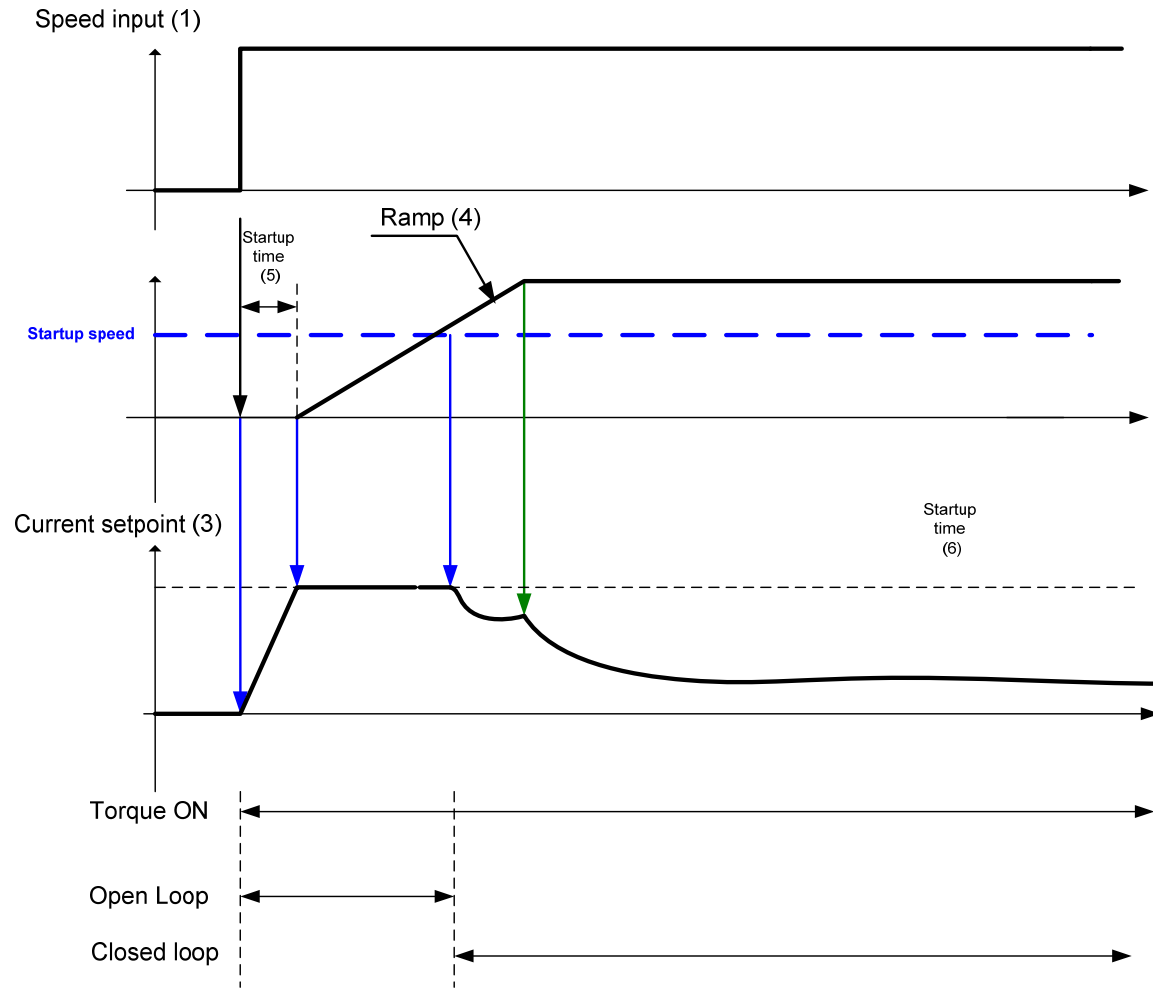 Speed input (1)
Ramp (4)
Startup
time
(5)
Startup speed
Current setpoint (3)
Startup
time
(6)
Torque ON
Open Loop
Closed loop